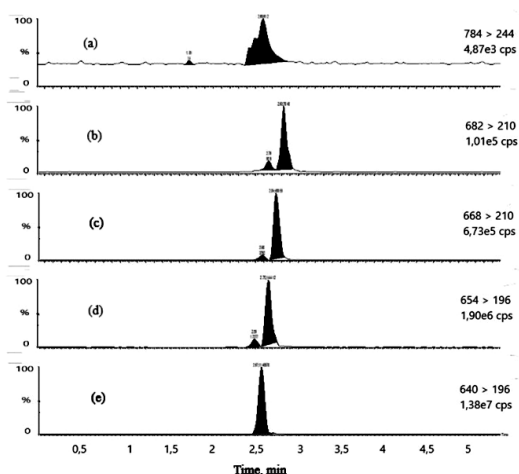 100
%
0
(a)
784 > 244
4,87e3 cps
100
%
0
(b)
682 > 210
1,01e5 cps
100
%
0
(c)
668 > 210
6,73e5 cps
100
%
0
(d)
654 > 196
1,90e6 cps
100
%
0
(e)
640 > 196
1,38e7 cps
0,5 1 1,5 2 2,5 3 3,5 4 4,5 5
Time, min